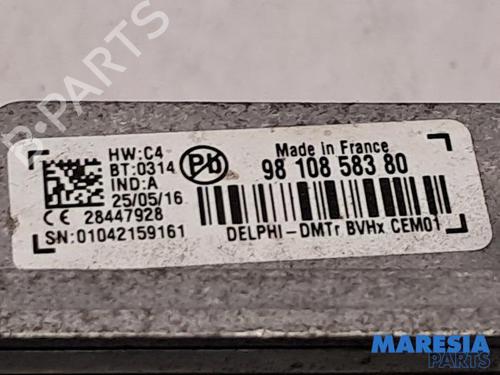 HW:C4
BT:0314
IND:A
25/05/16
CE 28447928
SN:01042159161
Pb
Made in France
98 108 583 80
DELPHI-DMTr BVHx CEM01
B-PARTS
MARESIA
PARTS